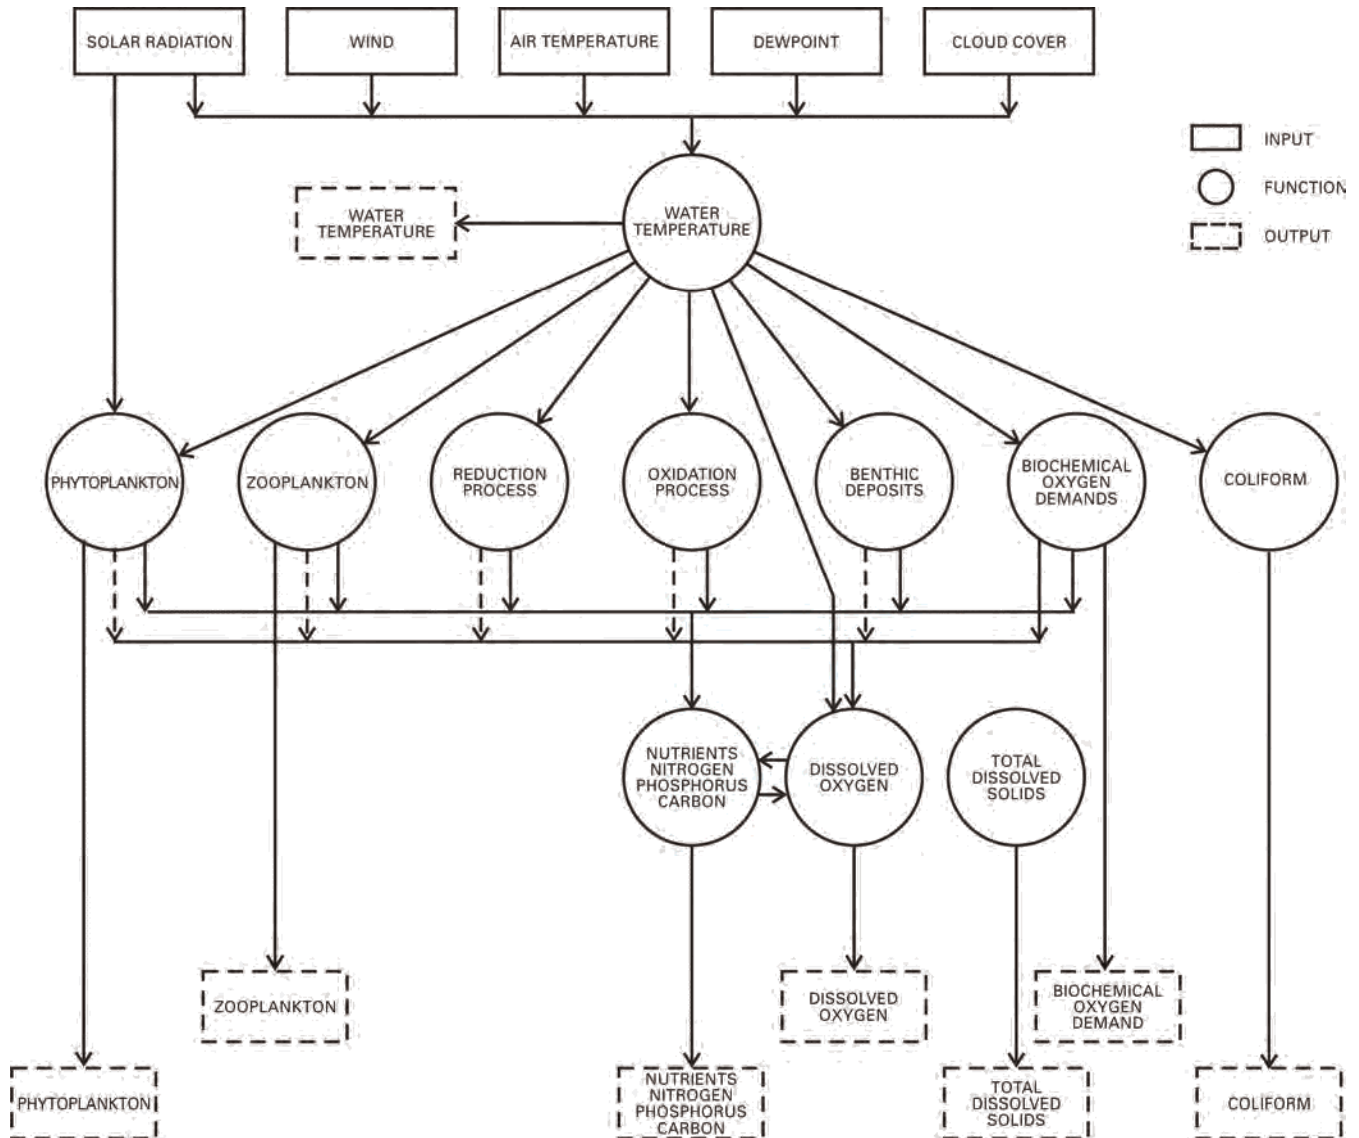 SOLAR RADIATION
WIND
AIR TEMPERATURE
DEWPOINT
CLOUD COVER
INPUT
FUNCTION
OUTPUT
WATER
TEMPERATURE
WATER
TEMPERATURE
PHYTOPLANKTON
ZOOPLANKTON
REDUCTION
PROCESS
OXIDATION
PROCESS
BENTHIC
DEPOSITS
BIOCHEMICAL
OXYGEN
DEMANDS
COLIFORM
NUTRIENTS
NITROGEN
PHOSPHORUS
CARBON
DISSOLVED
OXYGEN
TOTAL
DISSOLVED
SOLIDS
ZOOPLANKTON
DISSOLVED
OXYGEN
BIOCHEMICAL
OXYGEN
DEMAND
PHYTOPLANKTON
NUTRIENTS
NITROGEN
PHOSPHORUS
CARBON
TOTAL
DISSOLVED
SOLIDS
COLIFORM